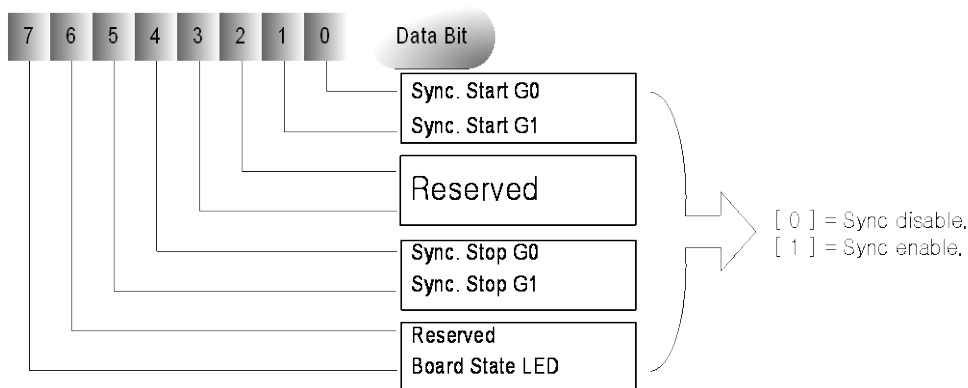 7 6 5 4 3 2 1 0 Data Bit
Sync. Start G0
Sync. Start G1
Reserved
Sync. Stop G0
Sync. Stop G1
Reserved
Board State LED
[ 0 ] = Sync disable,
[ 1 ] = Sync enable,